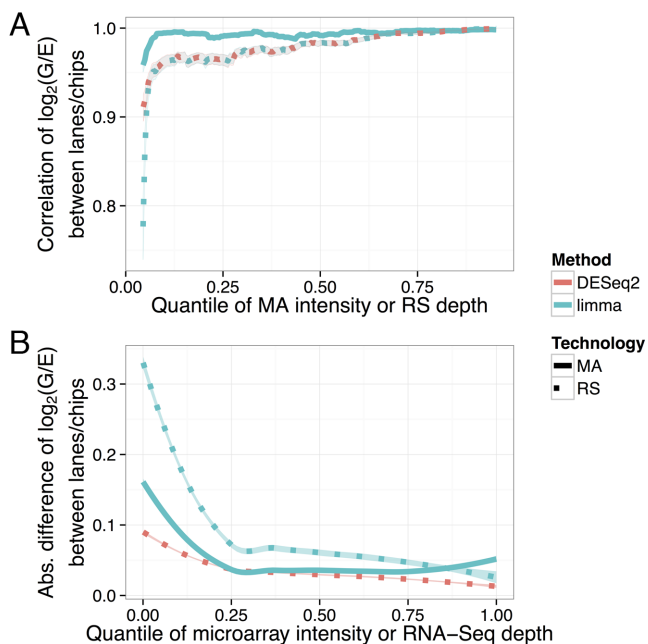 A
Correlation of log2(G/E)
between lanes/chips
1.0
0.9
0.8
0.00
0.25
0.50
0.75
Quantile of MA intensity or RS depth
Method
DESeq2
limma
Technology
MA
RS
B
Abs. difference of log2(G/E)
between lanes/chips
0.3
0.2
0.1
0.0
0.00
0.25
0.50
0.75
1.00
Quantile of microarray intensity or RNA−Seq depth